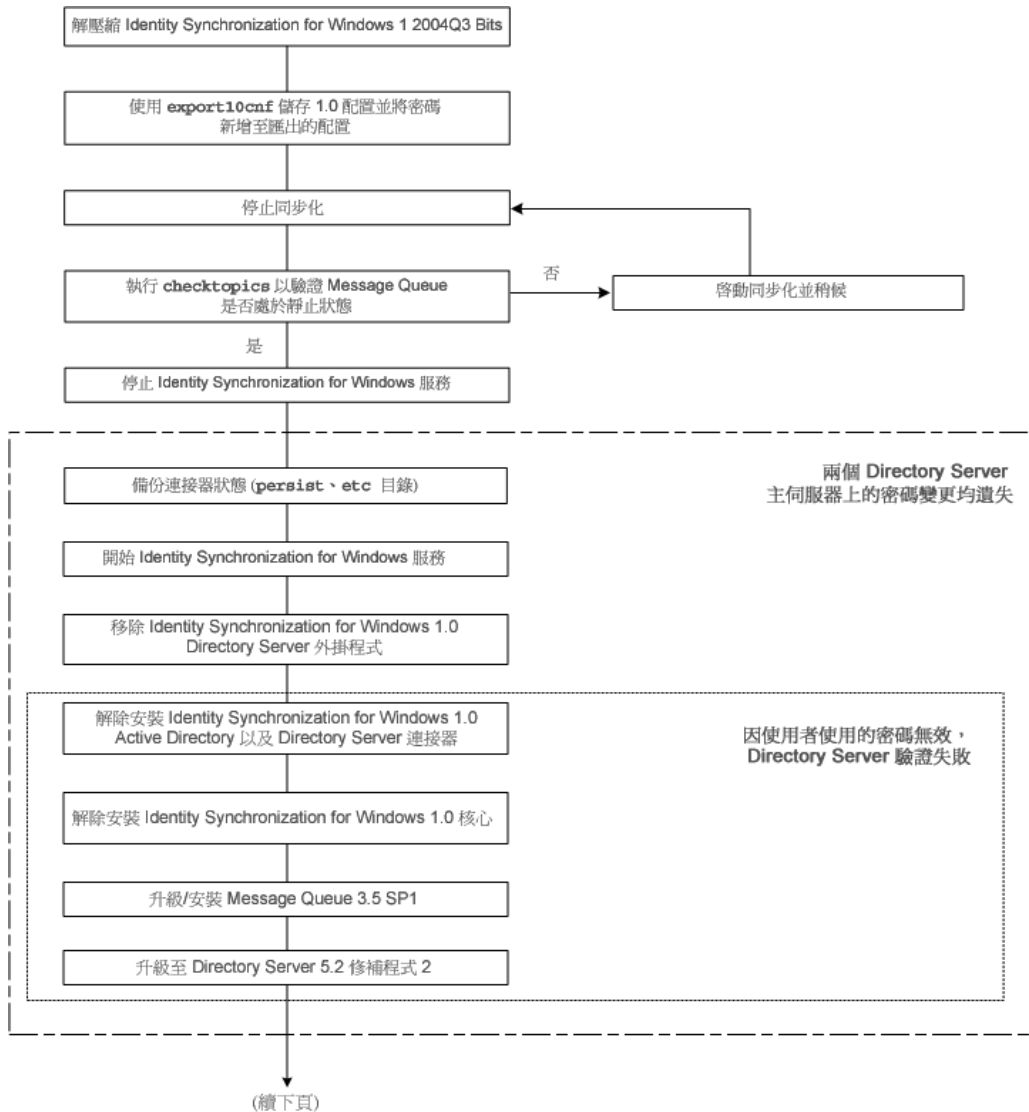 解壓縮 Identity Synchronization for Windows 1 2004Q3 Bits
使用 export10cnf 儲存 1.0 配置並將密碼
新增至匯出的配置
停止同步化
執行 checktopics 以驗證 Message Queue
是否處於靜止狀態
否
啓動同步化並稍候
是
停止 Identity Synchronization for Windows 服務
兩個 Directory Server
主伺服器上的密碼變更均遺失
備份連接器狀態 (persist、etc 目錄)
開始 Identity Synchronization for Windows 服務
移除 Identity Synchronization for Windows 1.0
Directory Server 外掛程式
解除安裝 Identity Synchronization for Windows 1.0
Active Directory 以及 Directory Server 連接器
因使用者使用的密碼無效，
Directory Server 驗證失敗
解除安裝 Identity Synchronization for Windows 1.0 核心
升級/安裝 Message Queue 3.5 SP1
升級至 Directory Server 5.2 修補程式 2
(續下頁)